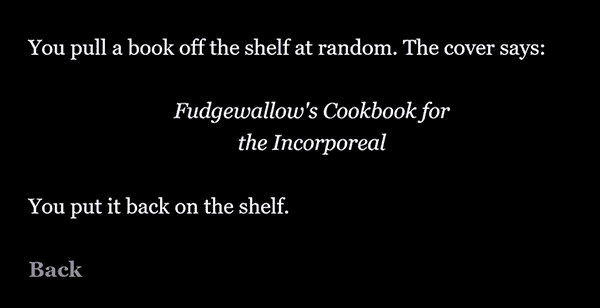 You pull a book off the shelf at random. The cover says:
Fudgewallow's Cookbook for
the Incorporeal
You put it back on the shelf.
Back